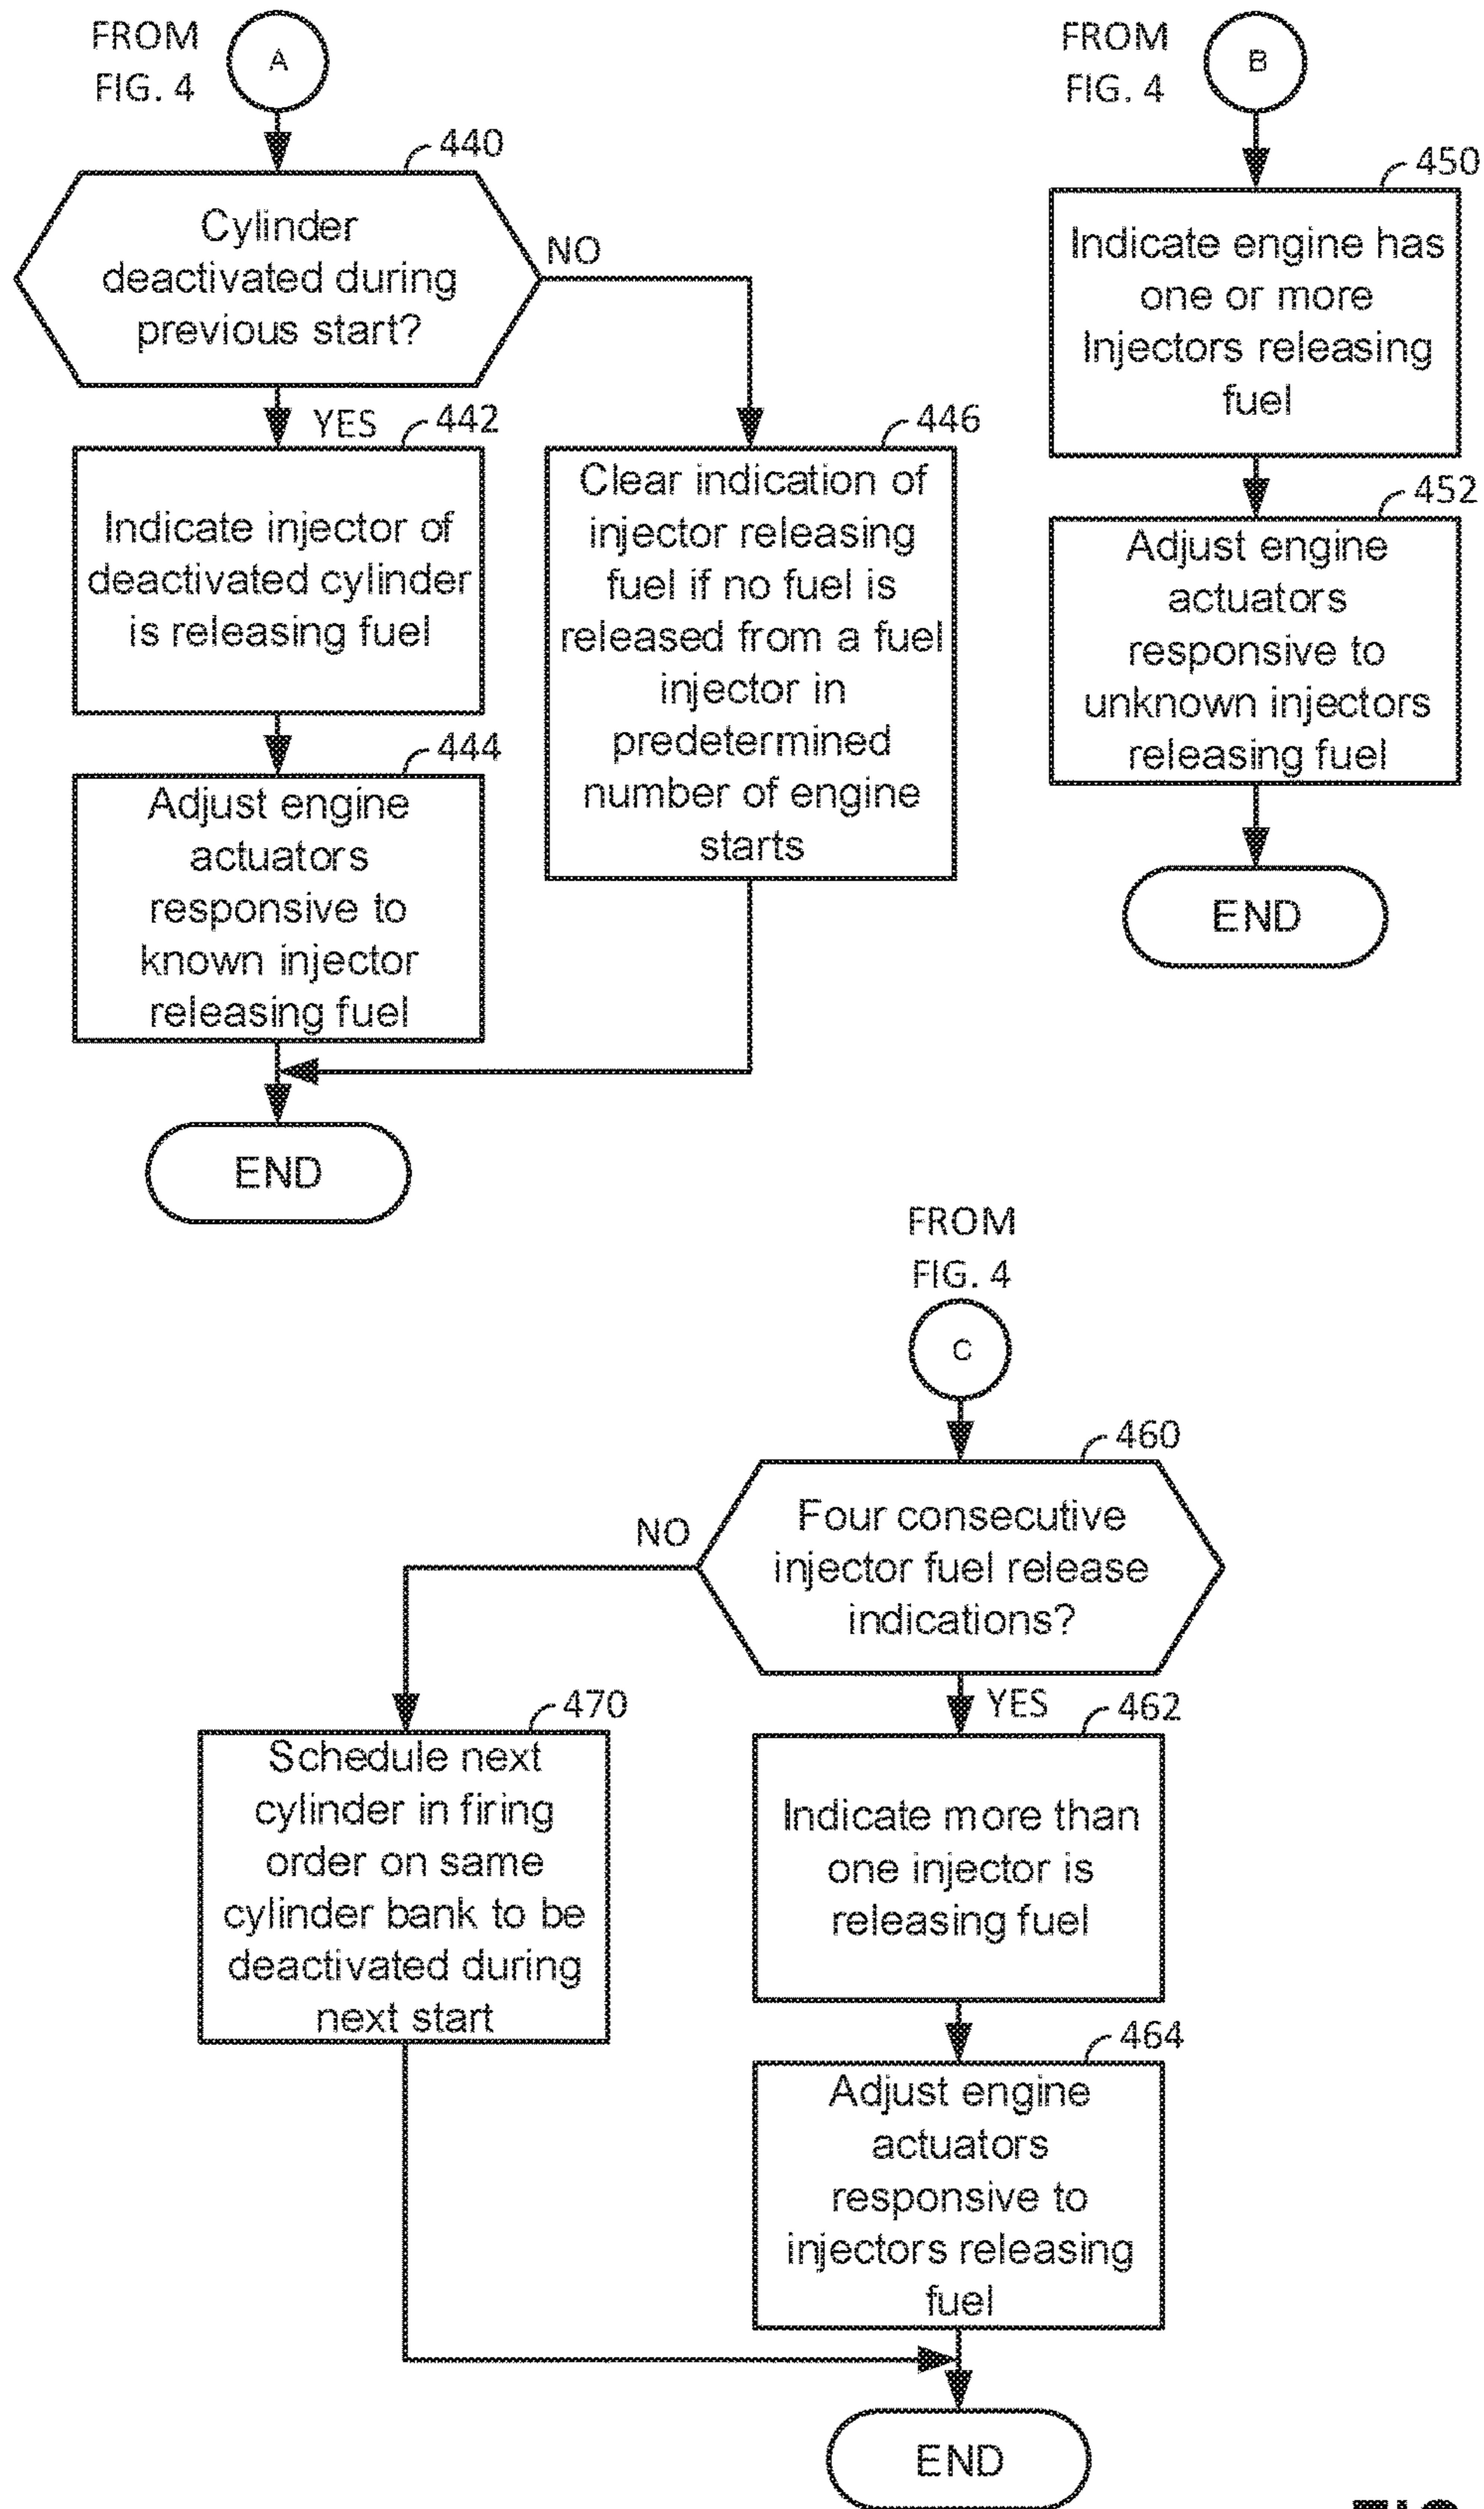 FROM
FIG. 4
A
440
Cylinder
deactivated during
previous start?
NO
YES
442
Indicate injector of
deactivated cylinder
is releasing fuel
446
Clear indication of
injector releasing
fuel if no fuel is
released from a fuel
injector in
predetermined
number of engine
starts
444
Adjust engine
actuators
responsive to
known injector
releasing fuel
END
FROM
FIG. 4
B
450
Indicate engine has
one or more
Injectors releasing
fuel
452
Adjust engine
actuators
responsive to
unknown injectors
releasing fuel
END
FROM
FIG. 4
C
460
Four consecutive
injector fuel release
indications?
NO
YES
470
Schedule next
cylinder in firing
order on same
cylinder bank to be
deactivated during
next start
462
Indicate more than
one injector is
releasing fuel
464
Adjust engine
actuators
responsive to
injectors releasing
fuel
END